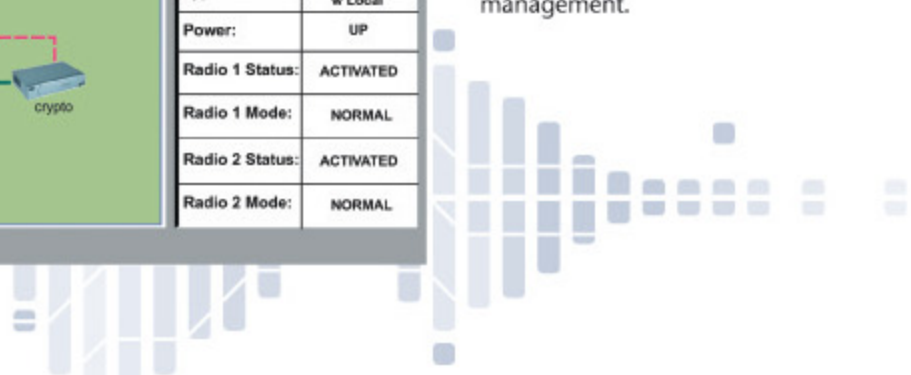 management.
w Local
Power: UP
Radio 1 Status: ACTIVATED
crypto
Radio 1 Mode: NORMAL
Radio 2 Status: ACTIVATED
Radio 2 Mode: NORMAL